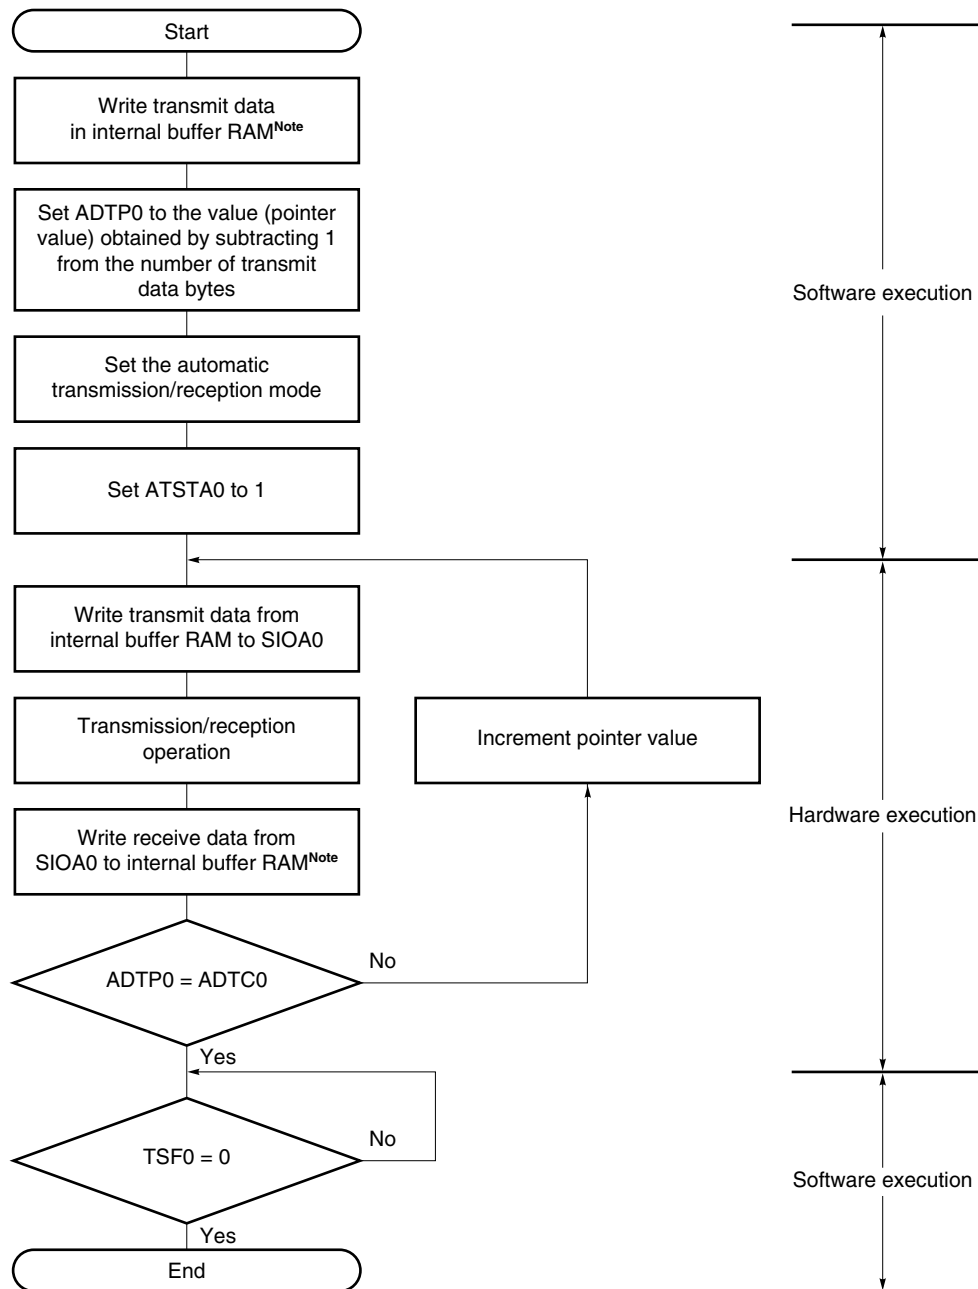 Start
Write transmit data
in internal buffer RAMNote
Set ADTP0 to the value (pointer
value) obtained by subtracting 1
from the number of transmit
data bytes
Software execution
Set the automatic
transmission/reception mode
Set ATSTA0 to 1
Write transmit data from
internal buffer RAM to SIOA0
Transmission/reception
operation
Increment pointer value
Hardware execution
Write receive data from
SIOA0 to internal buffer RAMNote
ADTP0 = ADTC0
No
Yes
TSF0 = 0
No
Software execution
Yes
End